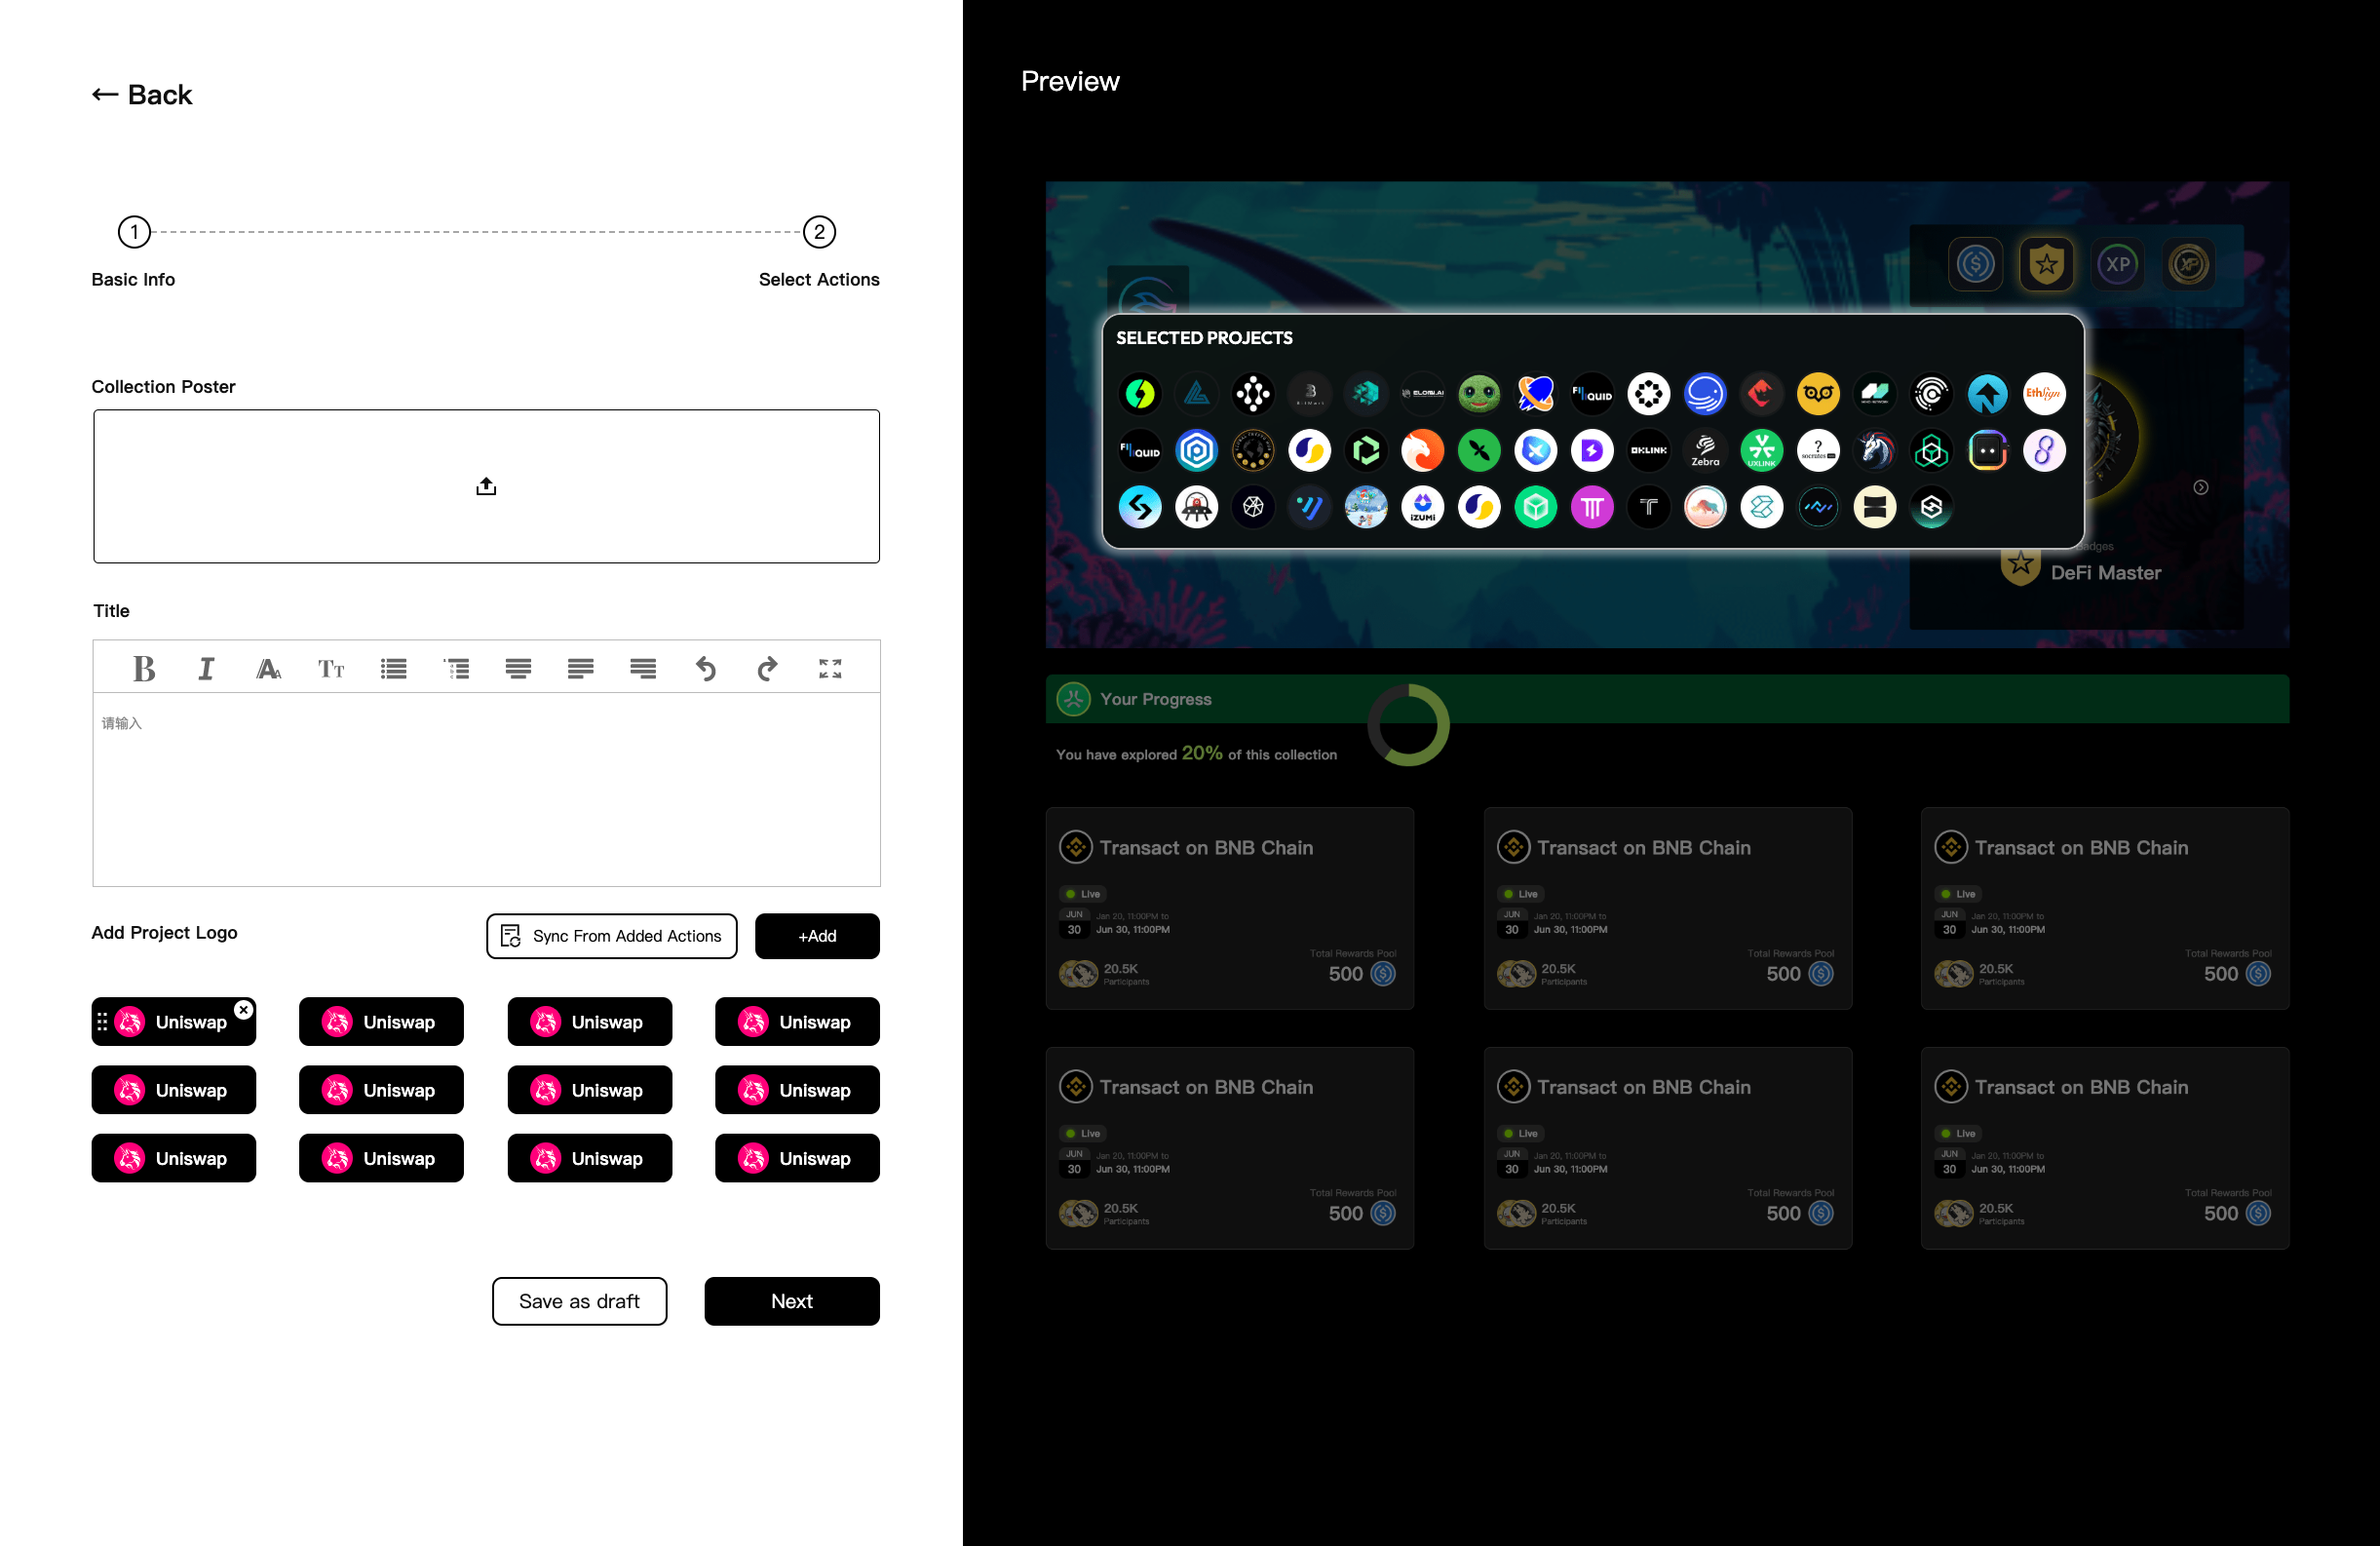 Back
1
2
Basic Info
Select Actions
Collection Poster
Title
请输入
Add Project Logo
Sync From Added Actions
+Add
Uniswap
Uniswap
Uniswap
Uniswap
Uniswap
Uniswap
Uniswap
Uniswap
Uniswap
Uniswap
Uniswap
Uniswap
Save as draft
Next
Preview
XP
XP
SELECTED PROJECTS
OKLINK
Zebra
UXLINK
socrates
iZUMi
Badges
DeFi Master
Your Progress
You have explored 20% of this collection
Transact on BNB Chain
Live
JUN
30
Jan 20, 11:00PM to
Jun 30, 11:00PM
20.5K
Participants
Total Rewards Pool
500
Transact on BNB Chain
Live
JUN
30
Jan 20, 11:00PM to
Jun 30, 11:00PM
20.5K
Participants
Total Rewards Pool
500
Transact on BNB Chain
Live
JUN
30
Jan 20, 11:00PM to
Jun 30, 11:00PM
20.5K
Participants
Total Rewards Pool
500
Transact on BNB Chain
Live
JUN
30
Jan 20, 11:00PM to
Jun 30, 11:00PM
20.5K
Participants
Total Rewards Pool
500
Transact on BNB Chain
Live
JUN
30
Jan 20, 11:00PM to
Jun 30, 11:00PM
20.5K
Participants
Total Rewards Pool
500
Transact on BNB Chain
Live
JUN
30
Jan 20, 11:00PM to
Jun 30, 11:00PM
20.5K
Participants
Total Rewards Pool
500